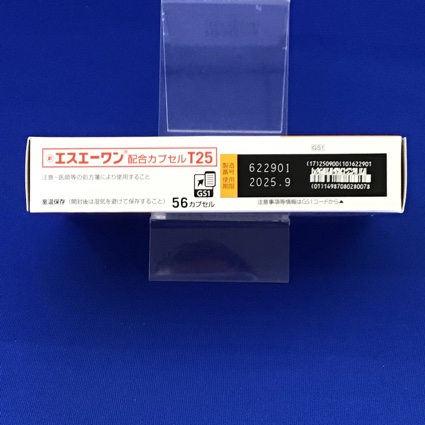 劇 エスエーワン® 配合カプセルT25
注意-医師等の処方箋により使用すること
GS1
室温保存 (開封後は湿気を避けて保存すること)
56カプセル
製造番号 622901
使用期限 2025.9
GS1
(17)250900(10)622901
(01)14987080280078
注意事項等情報はGS1コードから▲